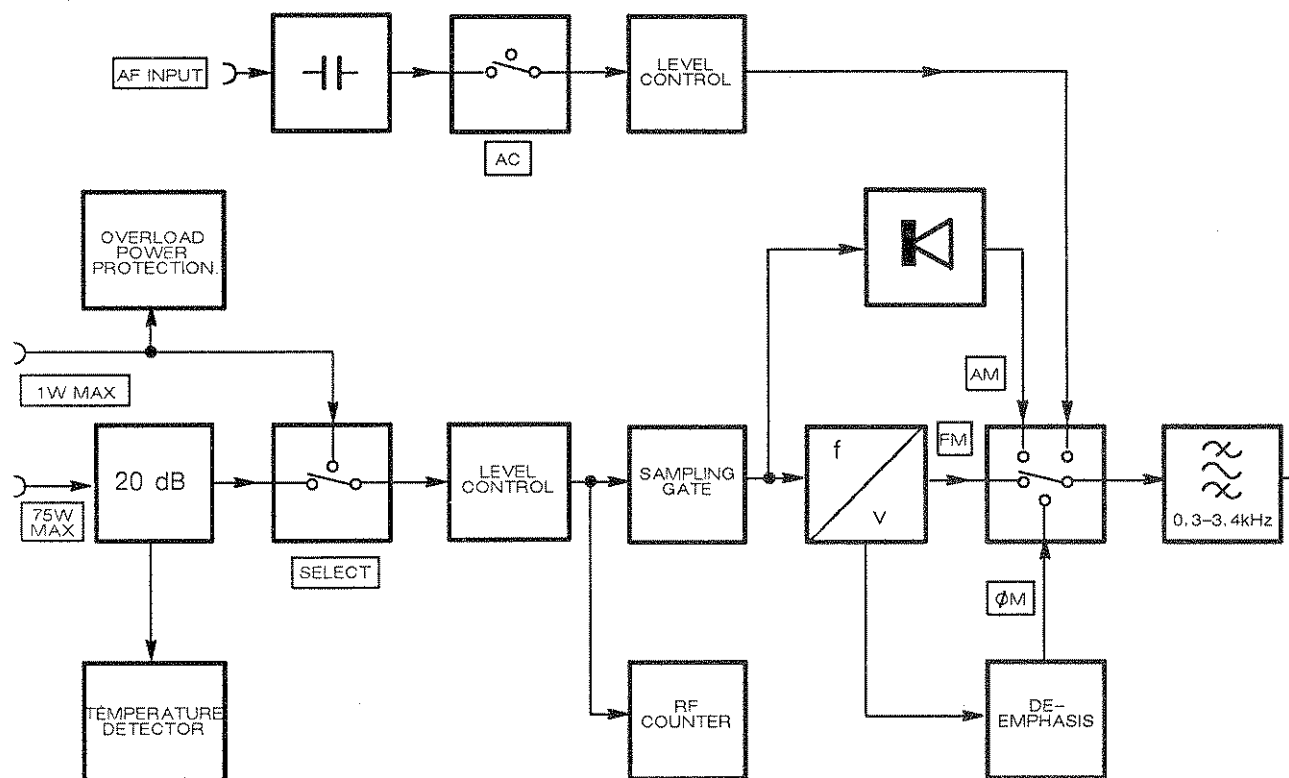 AF INPUT
LEVEL
CONTROL
AC
OVERLOAD
POWER
PROTECTION.
1W MAX
AM
20 dB
LEVEL
CONTROL
SAMPLING
GATE
f
V
FM
0.3-3.4kHz
75W
MAX
SELECT
ØM
TEMPERATURE
DETECTOR
RF
COUNTER
DE-
EMPHASIS